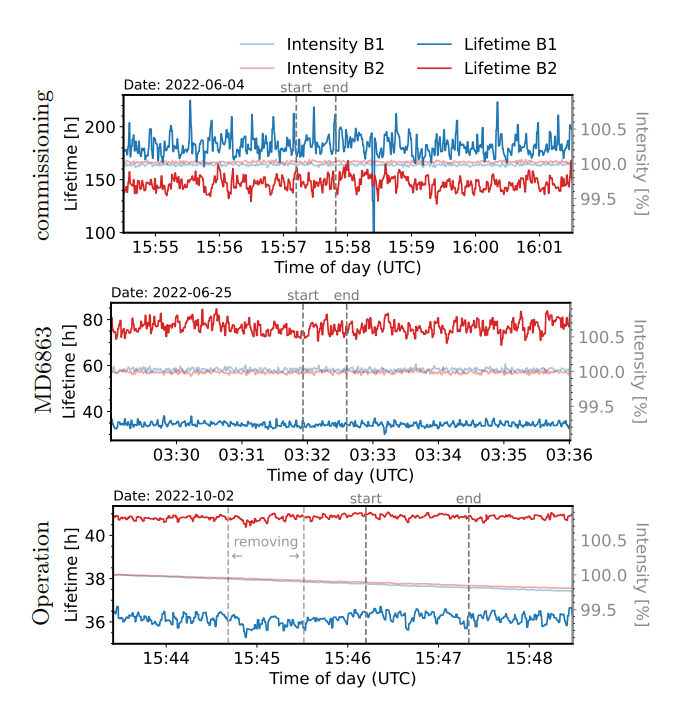 Intensity B1
Lifetime B1
Intensity B2
Lifetime B2
Date: 2022-06-04
start
end
commissioning
Lifetime [h]
200
150
100
100.5
100.0
99.5
Intensity [%]
15:55
15:56
15:57
15:58
15:59
16:00
16:01
Time of day (UTC)
Date: 2022-06-25
start
end
MD6863
Lifetime [h]
80
60
40
100.5
100.0
99.5
Intensity [%]
03:30
03:31
03:32
03:33
03:34
03:35
03:36
Time of day (UTC)
Date: 2022-10-02
start
end
Operation
Lifetime [h]
40
38
36
removing
← →
100.5
100.0
99.5
Intensity [%]
15:44
15:45
15:46
15:47
15:48
Time of day (UTC)